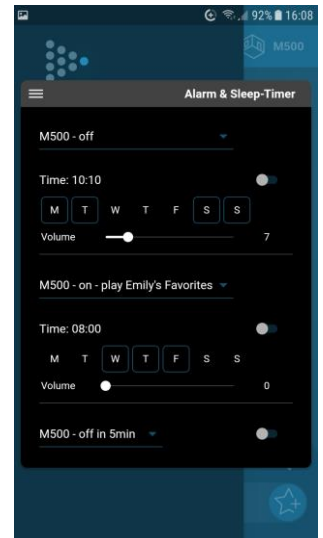 92% 16:08
M500
Alarm & Sleep-Timer
M500 - off
Time: 10:10
M T W T F S S
Volume 7
M500 - on - play Emily's Favorites
Time: 08:00
M T W T F S S
Volume 0
M500 - off in 5min